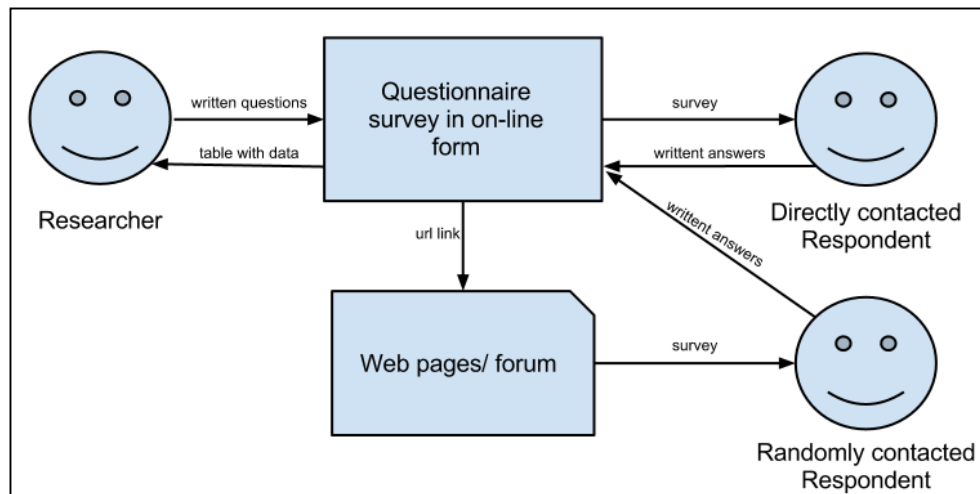 written questions
table with data
Researcher
Questionnaire
survey in on-line
form
survey
writtent answers
Directly contacted
Respondent
url link
writtent answers
Web pages/ forum
survey
Randomly contacted
Respondent